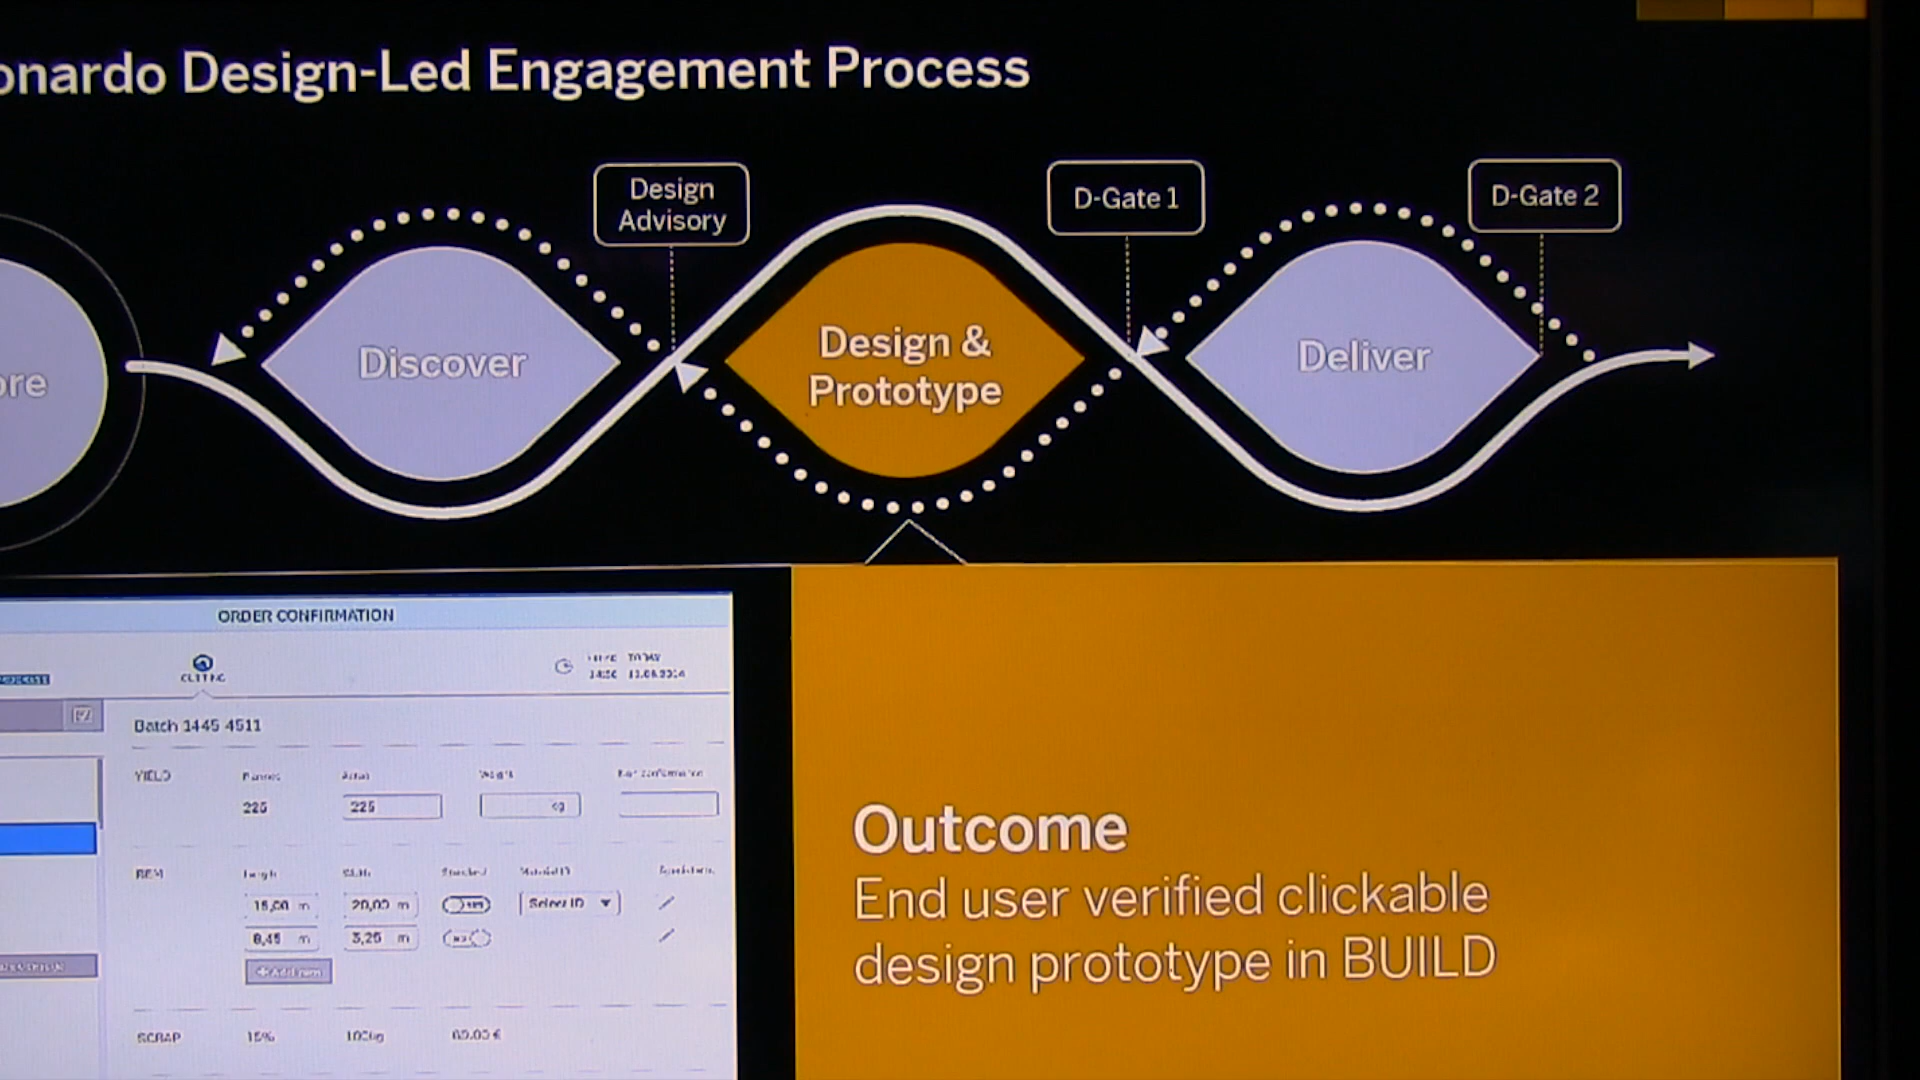 onardo Design-Led Engagement Process
Design
Advisory
D-Gate 1
D-Gate 2
ore
Discover
Design &
Prototype
Deliver
ORDER CONFIRMATION
Batch 1445 4511
YIELD
225
225
REM
15,00 m
20,00 m
Select ID
8,45 m
3,25 m
SCRAP
15%
Outcome
End user verified clickable
design prototype in BUILD